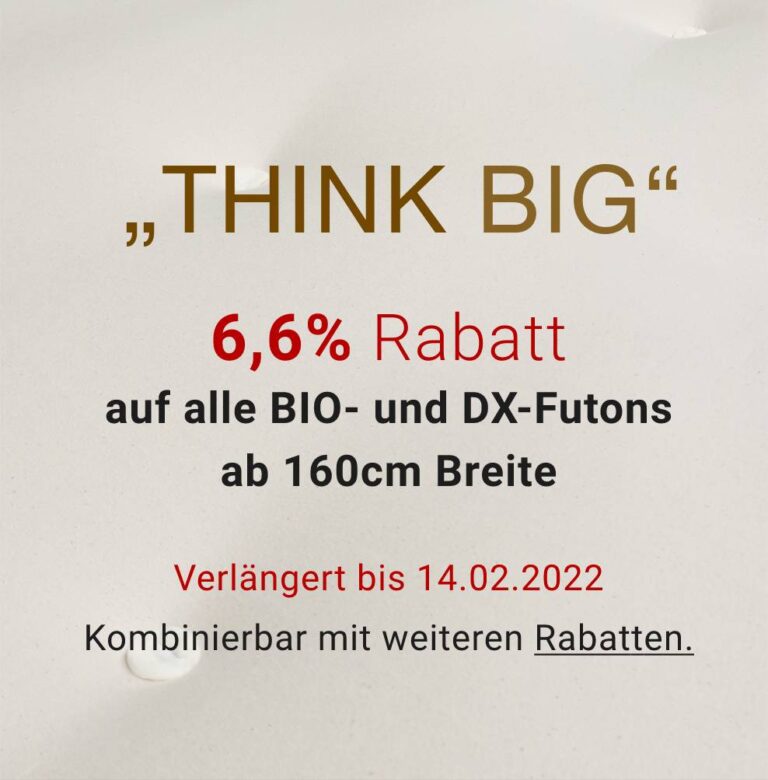 „THINK BIG“
6,6% Rabatt
auf alle BIO- und DX-Futons
ab 160cm Breite
Verlängert bis 14.02.2022
Kombinierbar mit weiteren Rabatten.